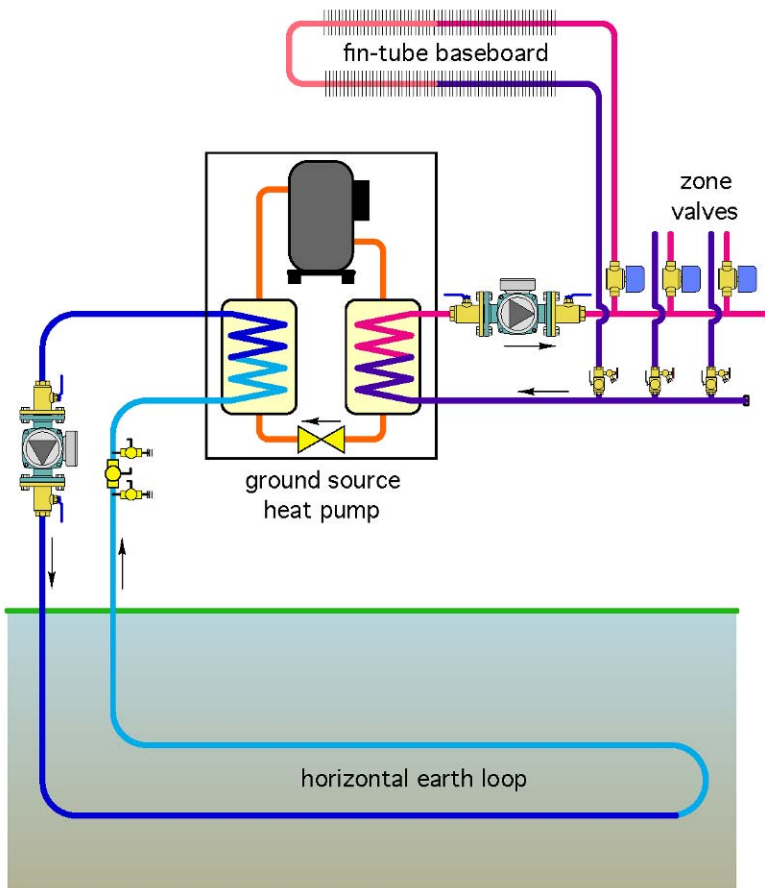 fin-tube baseboard
zone
valves
ground source
heat pump
horizontal earth loop